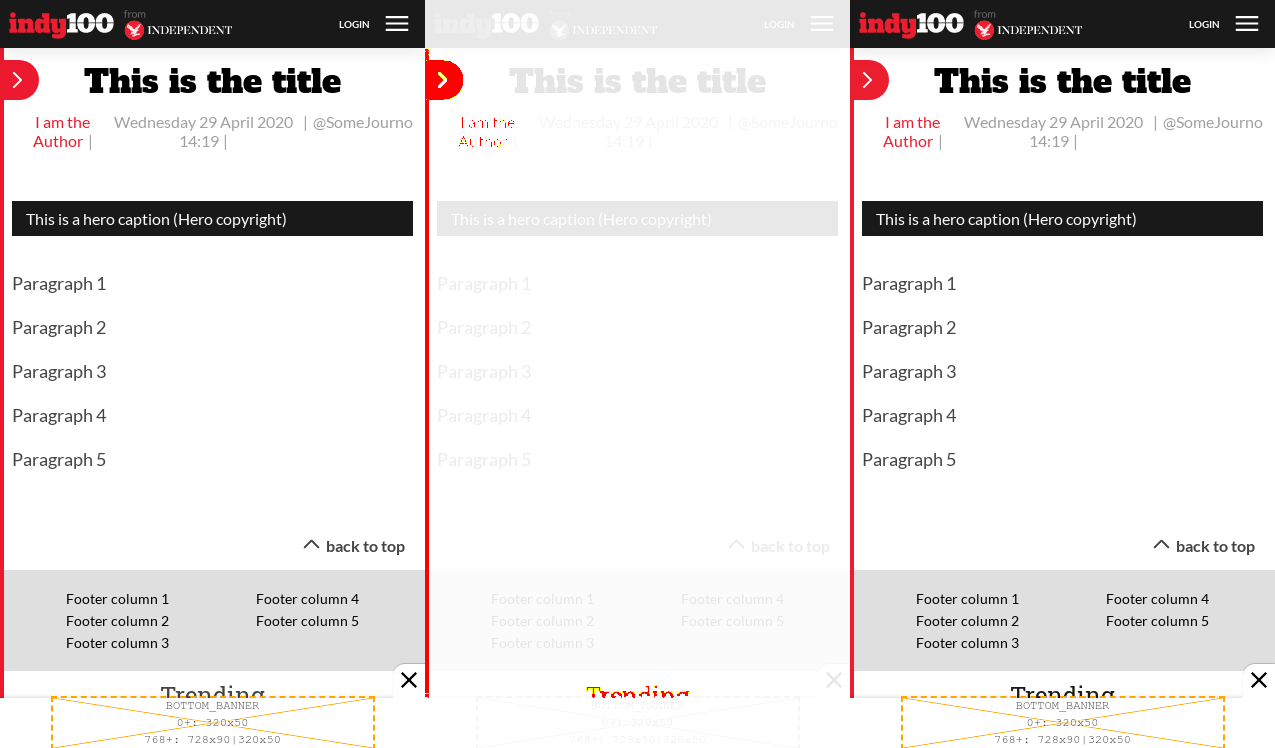 indy100 from INDEPENDENT LOGIN
This is the title
I am the Author | Wednesday 29 April 2020 14:19 | | @SomeJourno
This is a hero caption (Hero copyright)
Paragraph 1
Paragraph 2
Paragraph 3
Paragraph 4
Paragraph 5
back to top
Footer column 1
Footer column 2
Footer column 3
Footer column 4
Footer column 5
Trending
BOTTOM_BANNER
0+: 320x50
768+: 728x90|320x50
indy100 from INDEPENDENT LOGIN
This is the title
I am the Author | Wednesday 29 April 2020 14:19 | | @SomeJourno
This is a hero caption (Hero copyright)
Paragraph 1
Paragraph 2
Paragraph 3
Paragraph 4
Paragraph 5
back to top
Footer column 1
Footer column 2
Footer column 3
Footer column 4
Footer column 5
Trending
BOTTOM_BANNER
0+: 320x50
768+: 728x90|320x50
indy100 from INDEPENDENT LOGIN
This is the title
I am the Author | Wednesday 29 April 2020 14:19 | | @SomeJourno
This is a hero caption (Hero copyright)
Paragraph 1
Paragraph 2
Paragraph 3
Paragraph 4
Paragraph 5
back to top
Footer column 1
Footer column 2
Footer column 3
Footer column 4
Footer column 5
Trending
BOTTOM_BANNER
0+: 320x50
768+: 728x90|320x50